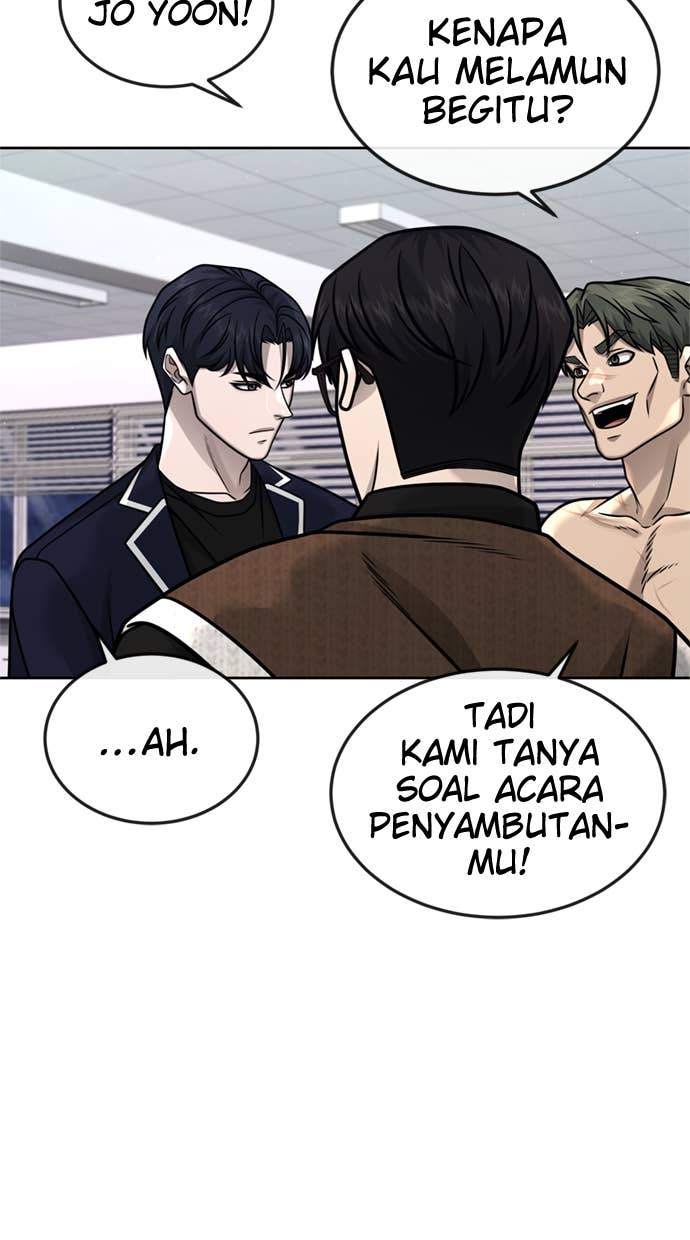 JO YOON!
KENAPA
KAU MELAMUN
BEGITU?
...AH.
TADI
KAMI TANYA
SOAL ACARA
PENYAMBUTAN-
MU!